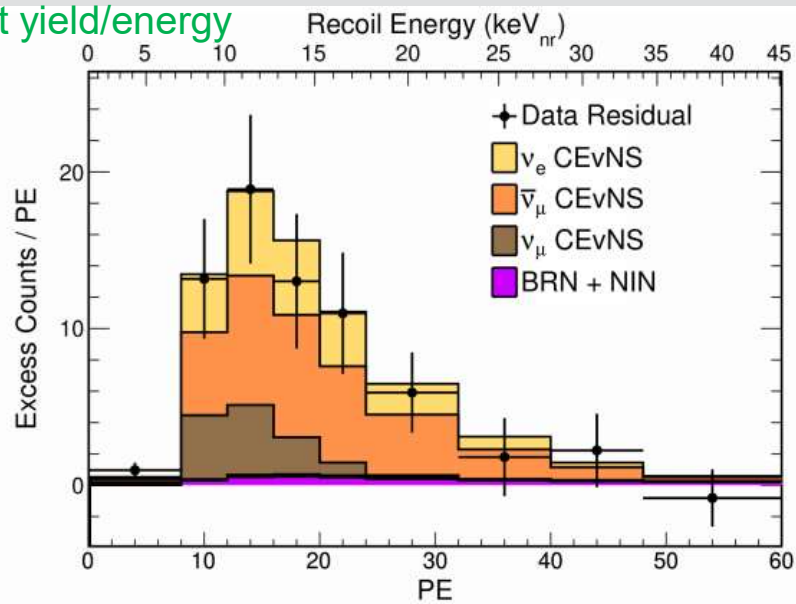 t yield/energy
Recoil Energy (keVnr)
0 5 10 15 20 25 30 35 40 45
Data Residual
νe CEvNS
ν̄μ CEvNS
νμ CEvNS
BRN + NIN
Excess Counts / PE
20
10
0
0 10 20 30 40 50 60
PE